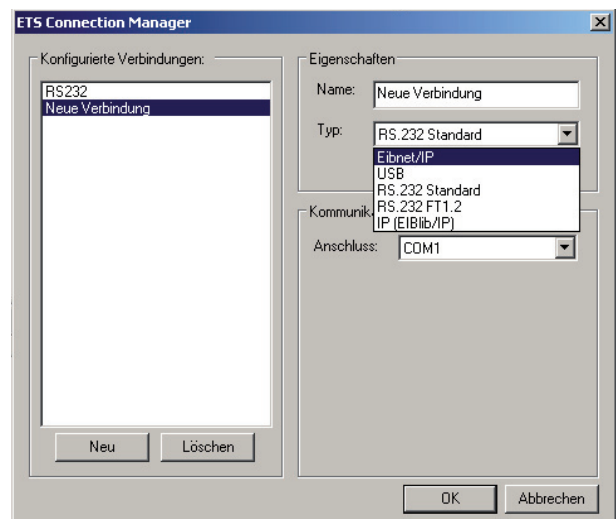 ETS Connection Manager
Konfigurierte Verbindungen:
RS232
Neue Verbindung
Neu
Löschen
Eigenschaften
Name:
Neue Verbindung
Typ:
RS.232 Standard
Eibnet/IP
USB
RS.232 Standard
RS.232 FT1.2
IP (EIBlib/IP)
Kommunik
Anschluss:
COM1
OK
Abbrechen